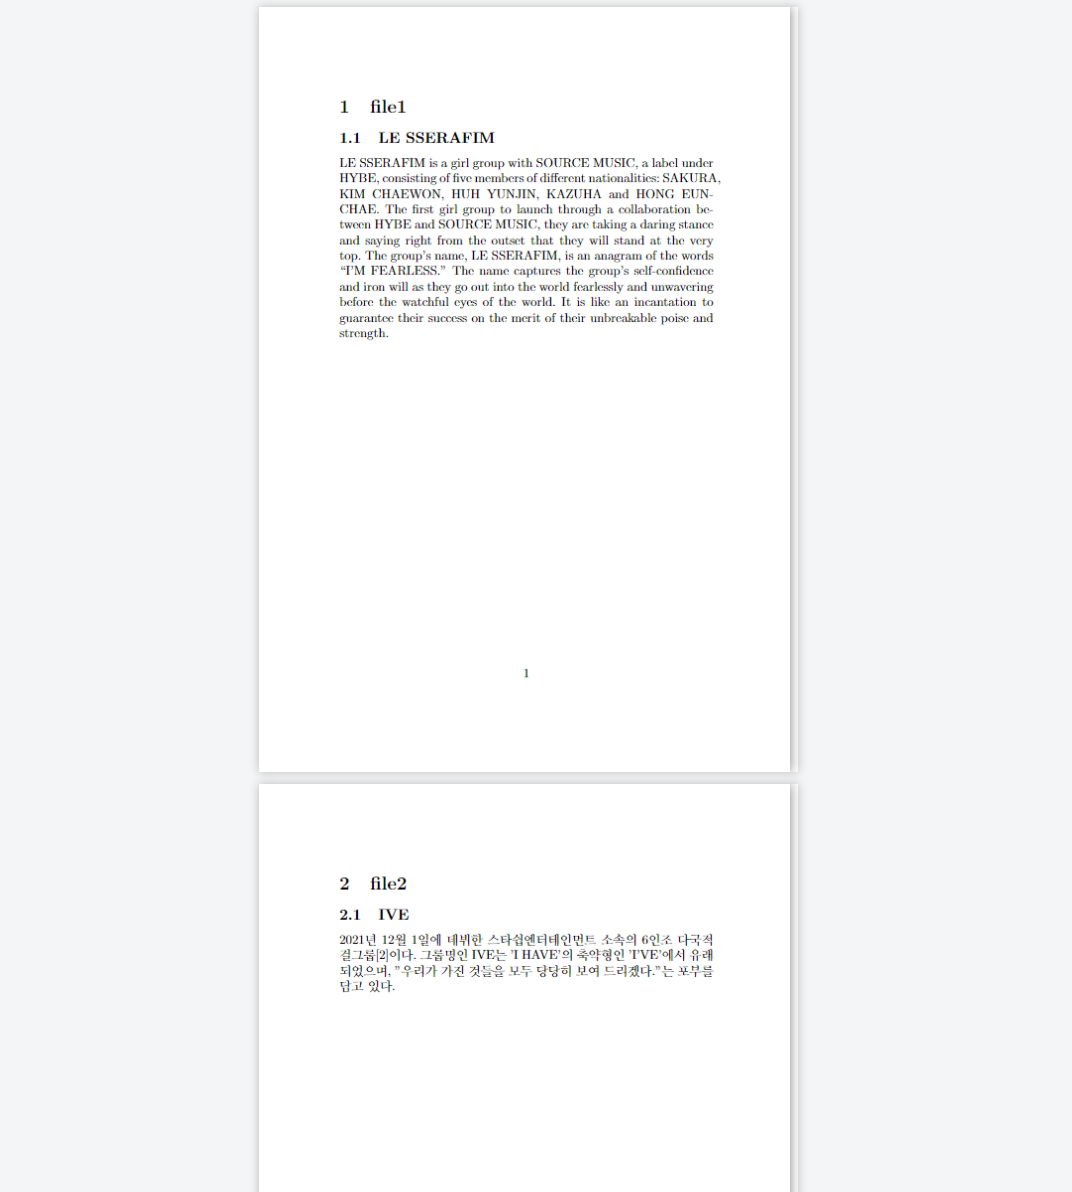 1 file1
1.1 LE SSERAFIM
LE SSERAFIM is a girl group with SOURCE MUSIC, a label under
HYBE, consisting of five members of different nationalities: SAKURA,
KIM CHAEWON, HUH YUNJIN, KAZUHA and HONG EUN-
CHAE. The first girl group to launch through a collaboration be-
tween HYBE and SOURCE MUSIC, they are taking a daring stance
and saying right from the outset that they will stand at the very
top. The group's name, LE SSERAFIM, is an anagram of the words
“I'M FEARLESS.” The name captures the group's self-confidence
and iron will as they go out into the world fearlessly and unwavering
before the watchful eyes of the world. It is like an incantation to
guarantee their success on the merit of their unbreakable poise and
strength.
1
2 file2
2.1 IVE
2021년 12월 1일에 데뷔한 스타쉽엔터테인먼트 소속의 6인조 다국적
걸그룹[2]이다. 그룹명인 IVE는 'I HAVE'의 축약형인 'I'VE'에서 유래
되었으며, ”우리가 가진 것들을 모두 당당히 보여 드리겠다.”는 포부를
담고 있다.